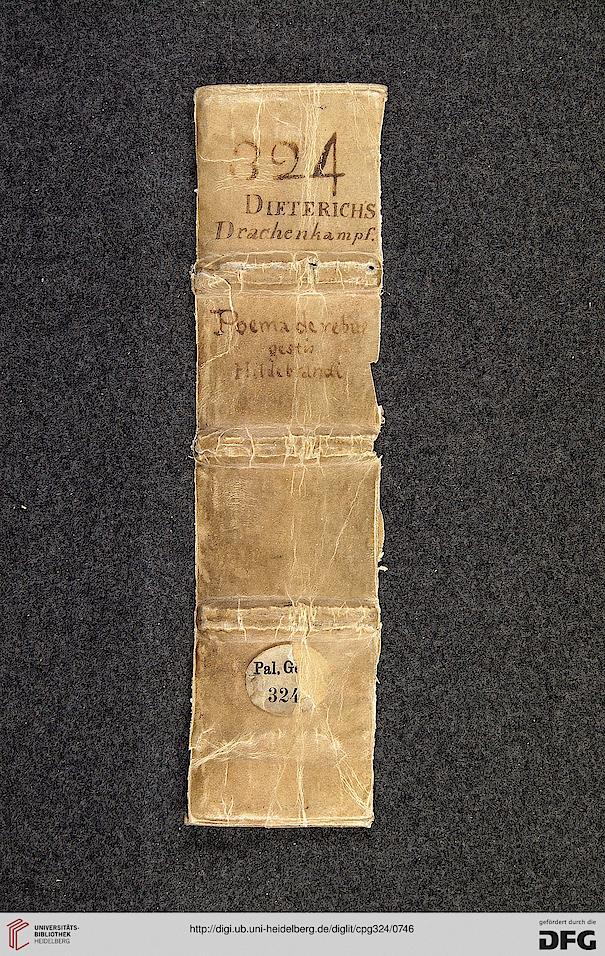 324
DIETERICHS
Drachenkampf.
Poema de rebus
gestis
Hildebrandi
Pal. Ge
324
UNIVERSITÄTS-
BIBLIOTHEK
HEIDELBERG
http://digi.ub.uni-heidelberg.de/diglit/cpg324/0746
gefördert durch die
DFG